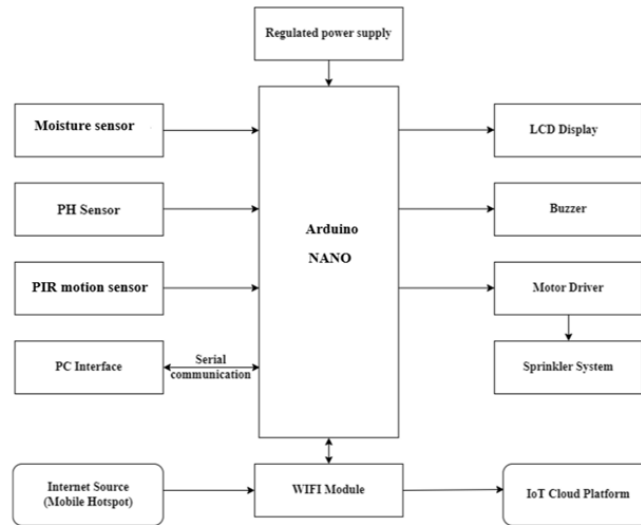 Regulated power supply
Moisture sensor
LCD Display
PH Sensor
Buzzer
Arduino
NANO
PIR motion sensor
Motor Driver
PC Interface
Serial
communication
Sprinkler System
Internet Source
(Mobile Hotspot)
WIFI Module
IoT Cloud Platform